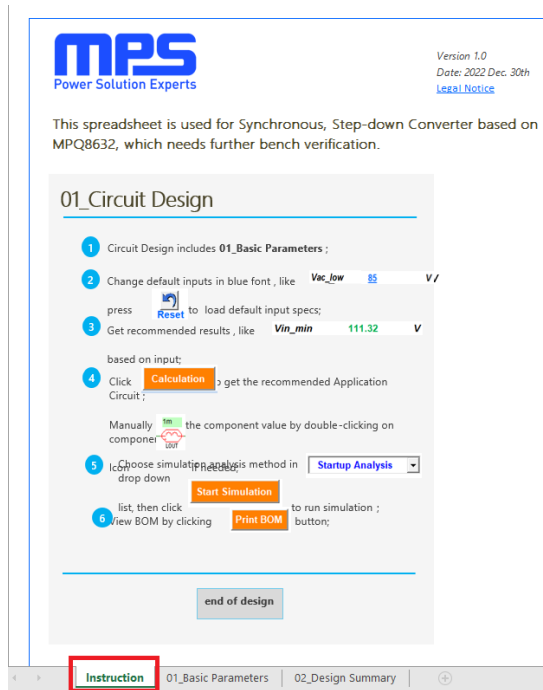 MPS
Power Solution Experts
Version 1.0
Date: 2022 Dec. 30th
Legal Notice
This spreadsheet is used for Synchronous, Step-down Converter based on
MPQ8632, which needs further bench verification.
01_Circuit Design
1 Circuit Design includes 01_Basic Parameters ;
2 Change default inputs in blue font , like Vac_low 85 V /
press Reset to load default input specs;
3 Get recommended results , like Vin_min 111.32 V
based on input;
4 Click Calculation o get the recommended Application
Circuit ;
Manually 1m the component value by double-clicking on
componen LOUT
Icon if needed;
5 Choose simulation analysis method in Startup Analysis
drop down
Start Simulation
list, then click to run simulation ;
6 View BOM by clicking Print BOM button;
end of design
Instruction 01_Basic Parameters 02_Design Summary